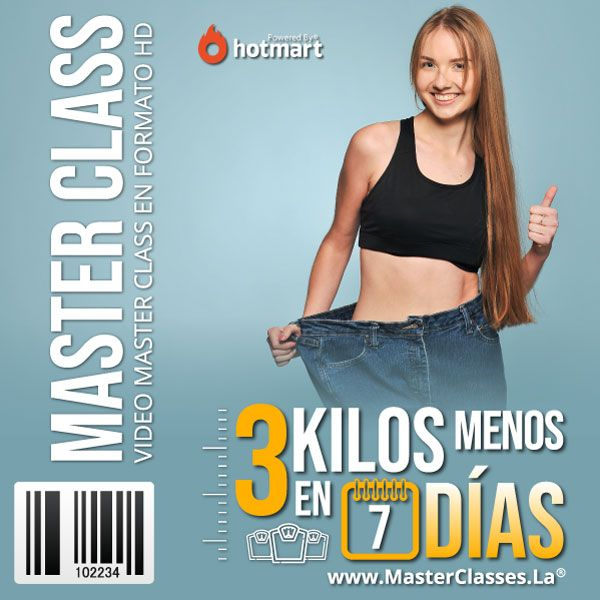 Powered By®
hotmart
MASTER CLASS
VIDEO MASTER CLASS EN FORMATO HD
3 KILOS MENOS
EN 7 DÍAS
102234
www.MasterClasses.La®